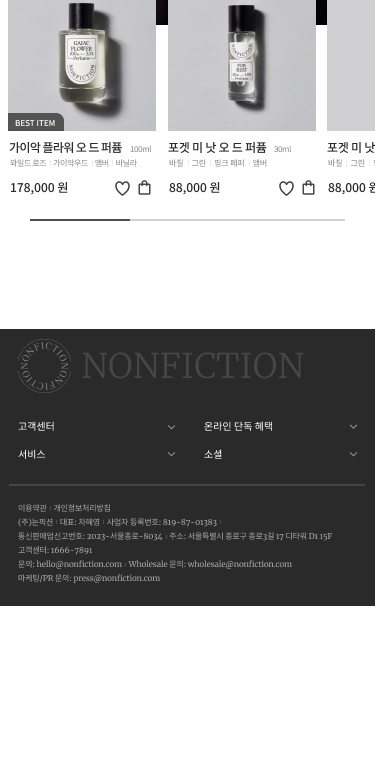 GAIAC
FLOWER
100㎖ — 3.3fl
Perfume
NONFICTION
FOR
REST
Perfume
BEST ITEM
가이악 플라워 오 드 퍼퓸 100ml
와일드 로즈 | 가이악우드 | 앰버 | 바닐라
178,000 원
포겟 미 낫 오 드 퍼퓸 30ml
바질 | 그린 | 핑크 페퍼 | 앰버
88,000 원
포겟 미 낫
바질 | 그린 |
88,000 원
NONFICTION NONFICTION
NONFICTION
고객센터
온라인 단독 혜택
서비스
소셜
이용약관 | 개인정보처리방침
(주)논픽션 | 대표: 차혜영 | 사업자 등록번호: 819-87-01383 |
통신판매업신고번호: 2023-서울종로-8034 | 주소: 서울특별시 종로구 종로3길 17 디타워 D1 15F
고객센터: 1666-7891
문의: hello@nonfiction.com | Wholesale 문의: wholesale@nonfiction.com
마케팅/PR 문의: press@nonfiction.com